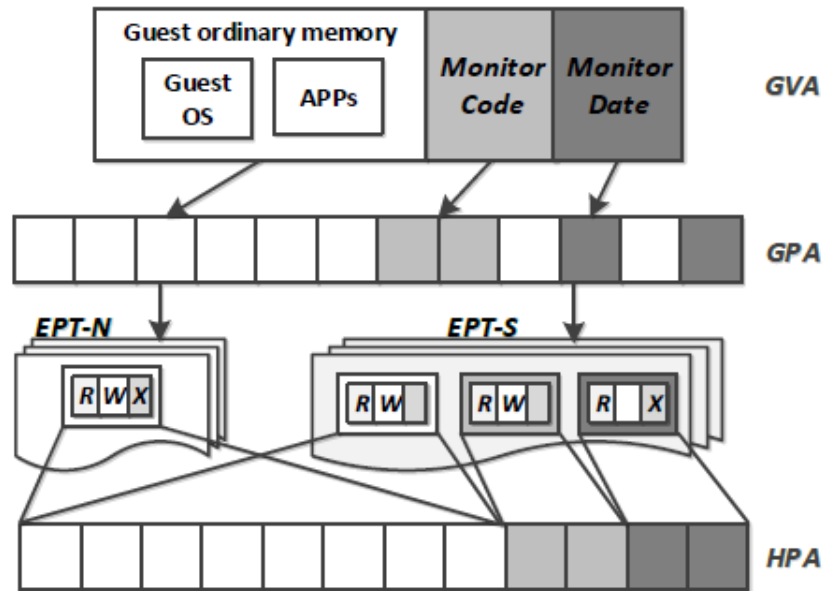 Guest ordinary memory
Guest
OS
APPs
Monitor
Code
Monitor
Date
GVA
GPA
EPT-N
EPT-S
R W X
R W
R W
R X
HPA